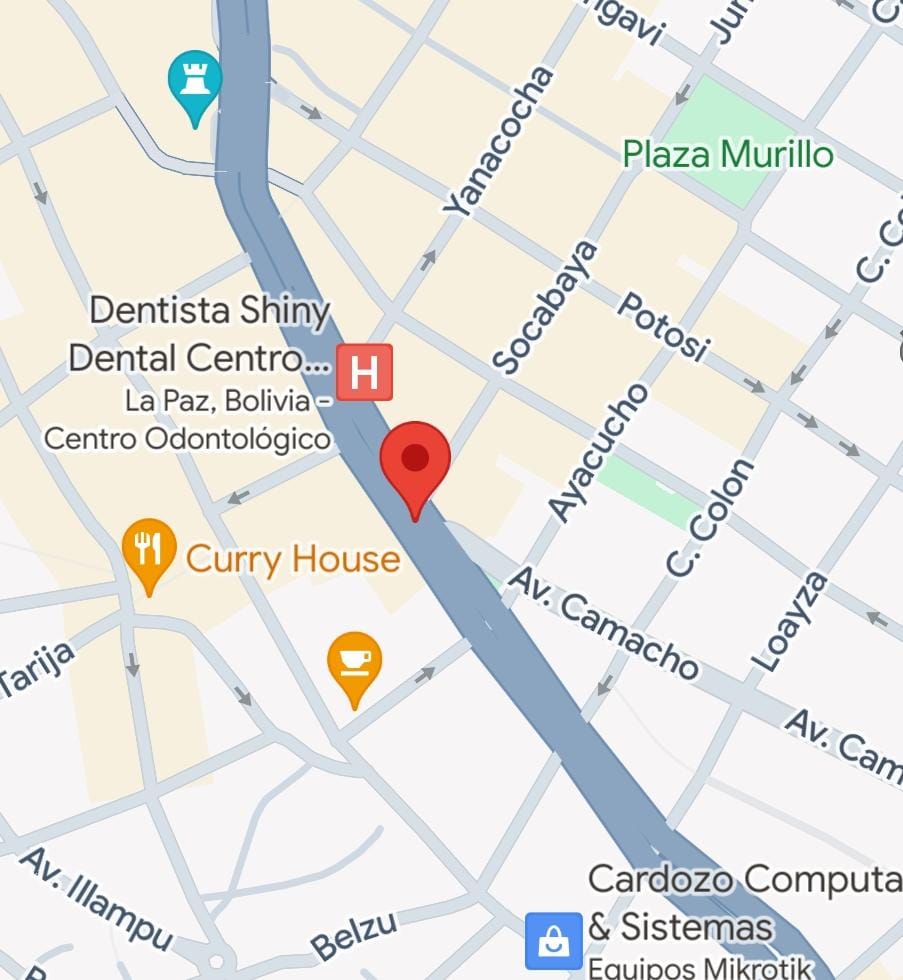 Jun
Plaza Murillo
Yanacocha
Socabaya
Potosi
Dentista Shiny
Dental Centro...
La Paz, Bolivia -
Centro Odontológico
H
Ayacucho
C. Colon
Curry House
Av. Camacho
Loayza
Tarija
Av. Cam
Av. Illampu
Belzu
Cardozo Computa
& Sistemas
Equipos Mikrotik